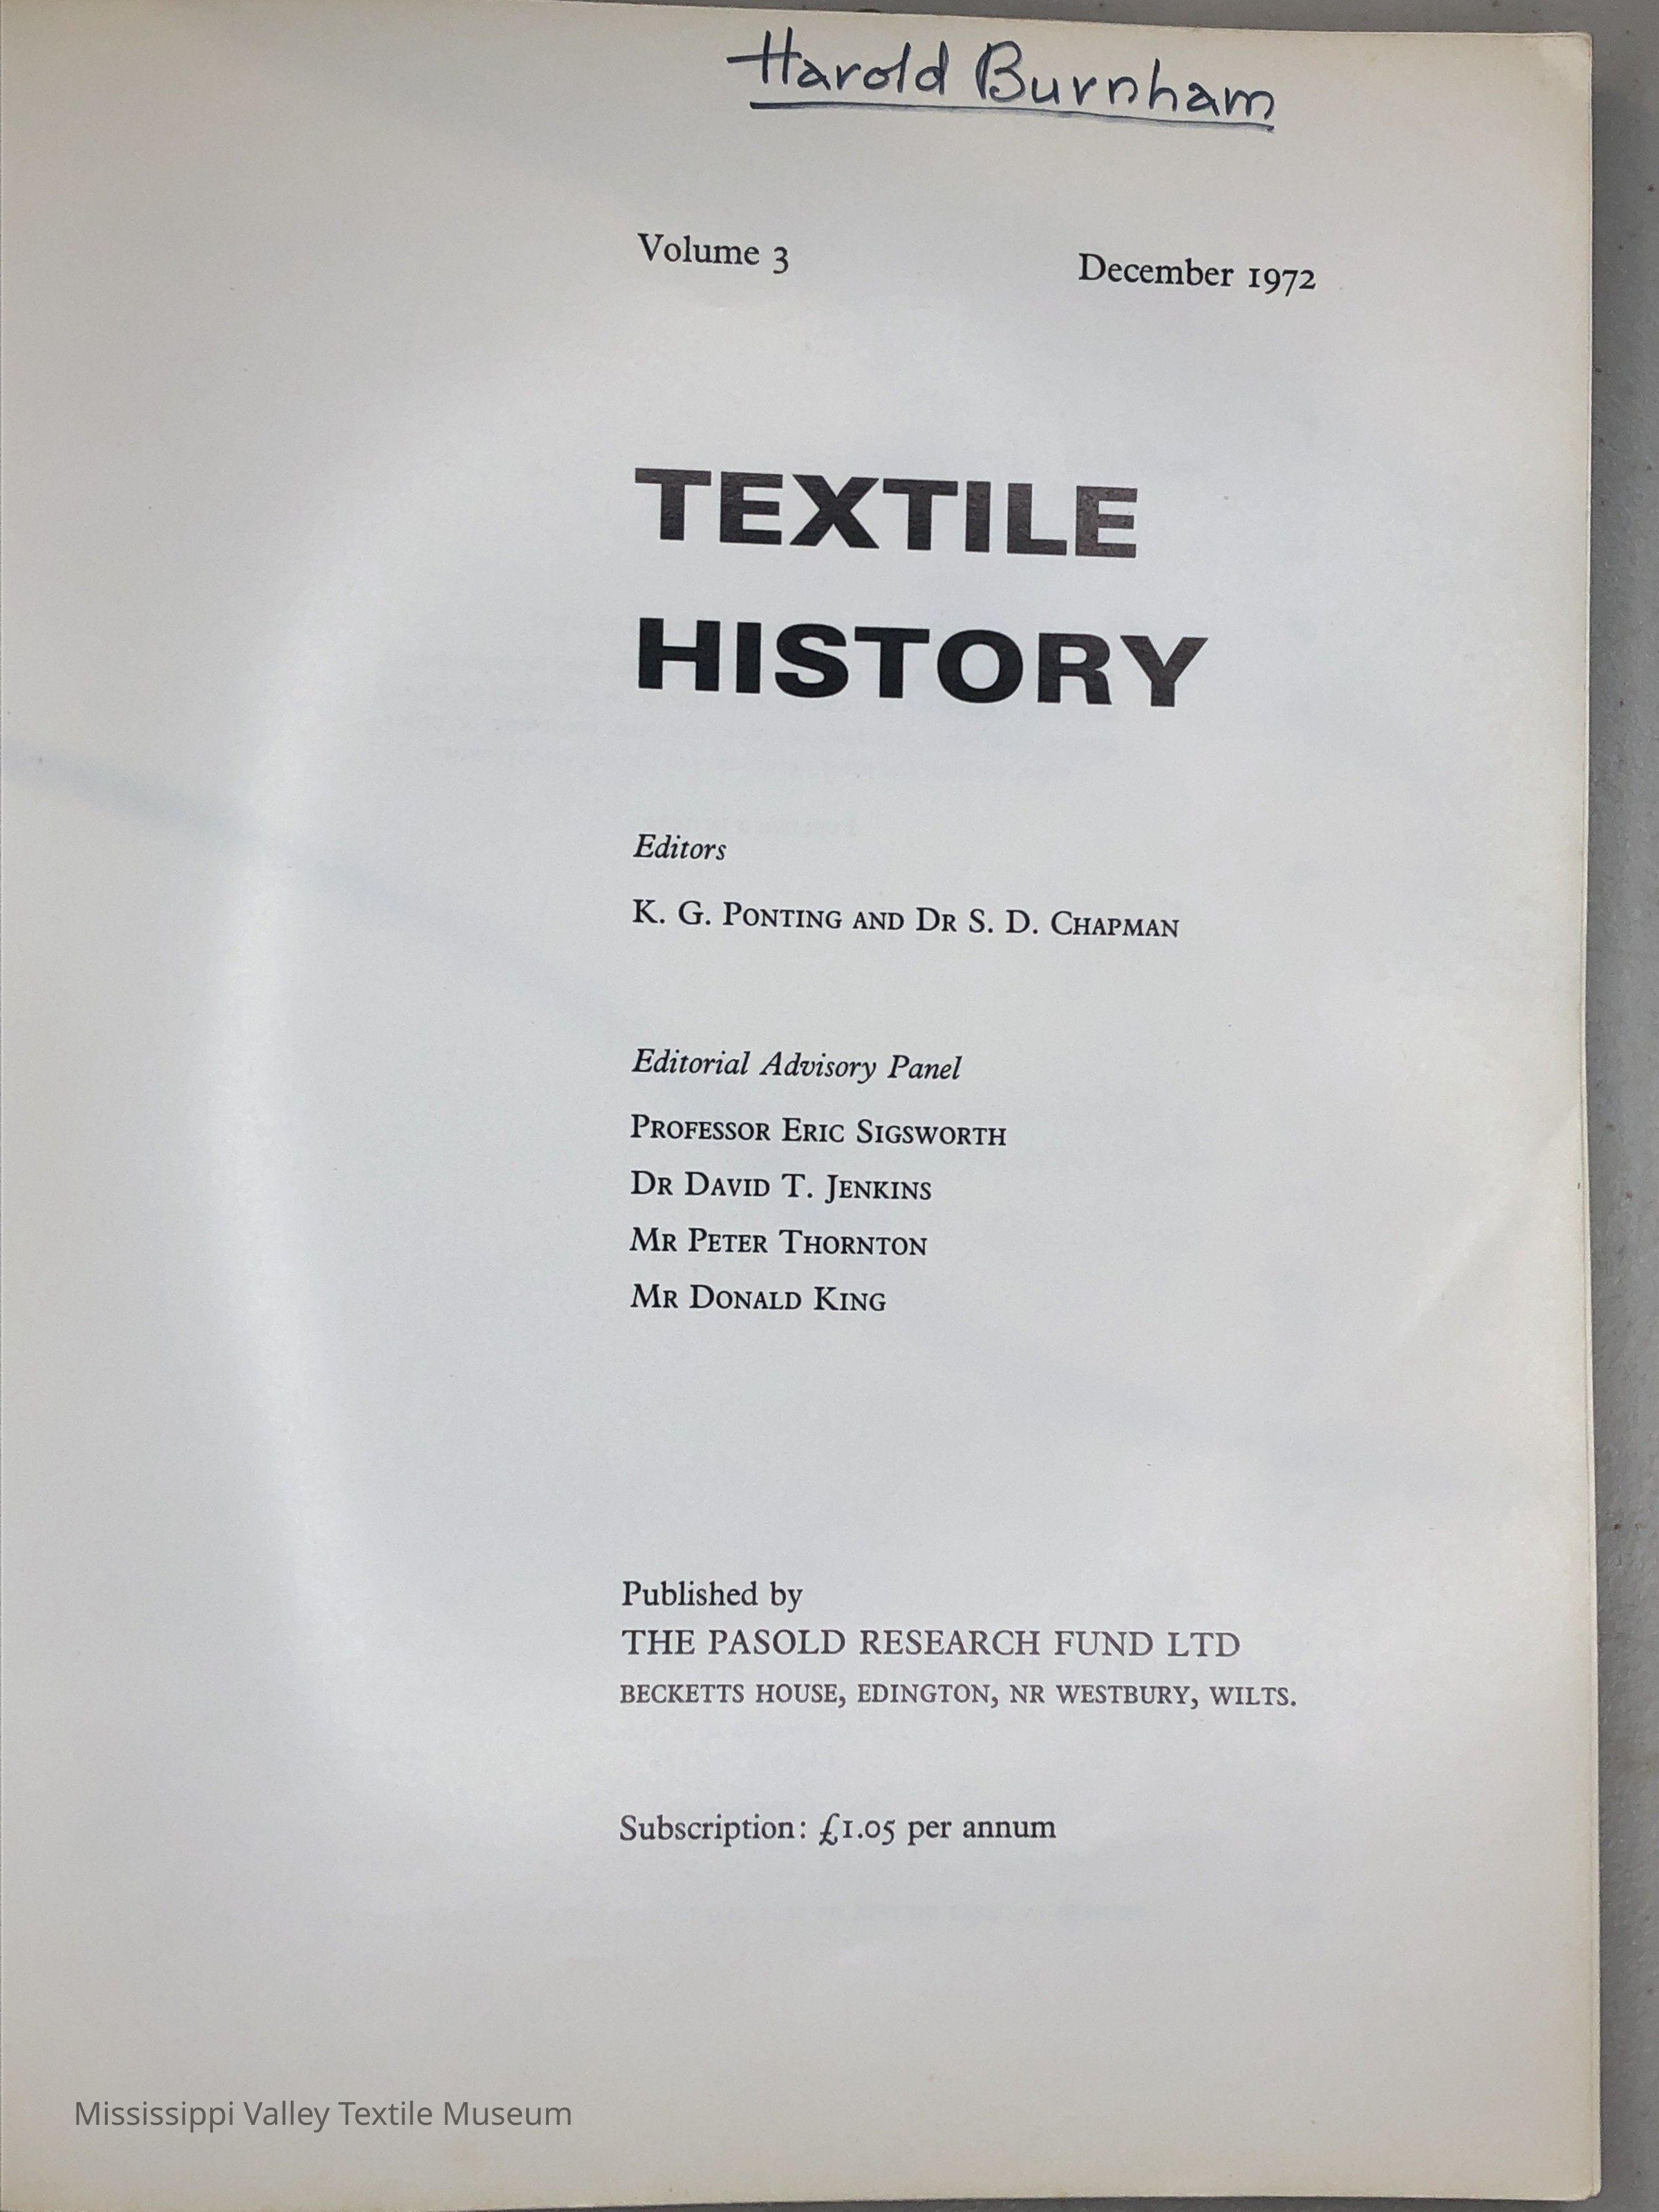 Harold Burnham
Volume 3 December 1972
TEXTILE
HISTORY
Editors
K. G. PONTING AND DR S. D. CHAPMAN
Editorial Advisory Panel
PROFESSOR ERIC SIGSWORTH
DR DAVID T. JENKINS
MR PETER THORNTON
MR DONALD KING
Published by
THE PASOLD RESEARCH FUND LTD
BECKETTS HOUSE, EDINGTON, NR WESTBURY, WILTS.
Subscription: £1.05 per annum
Mississippi Valley Textile Museum